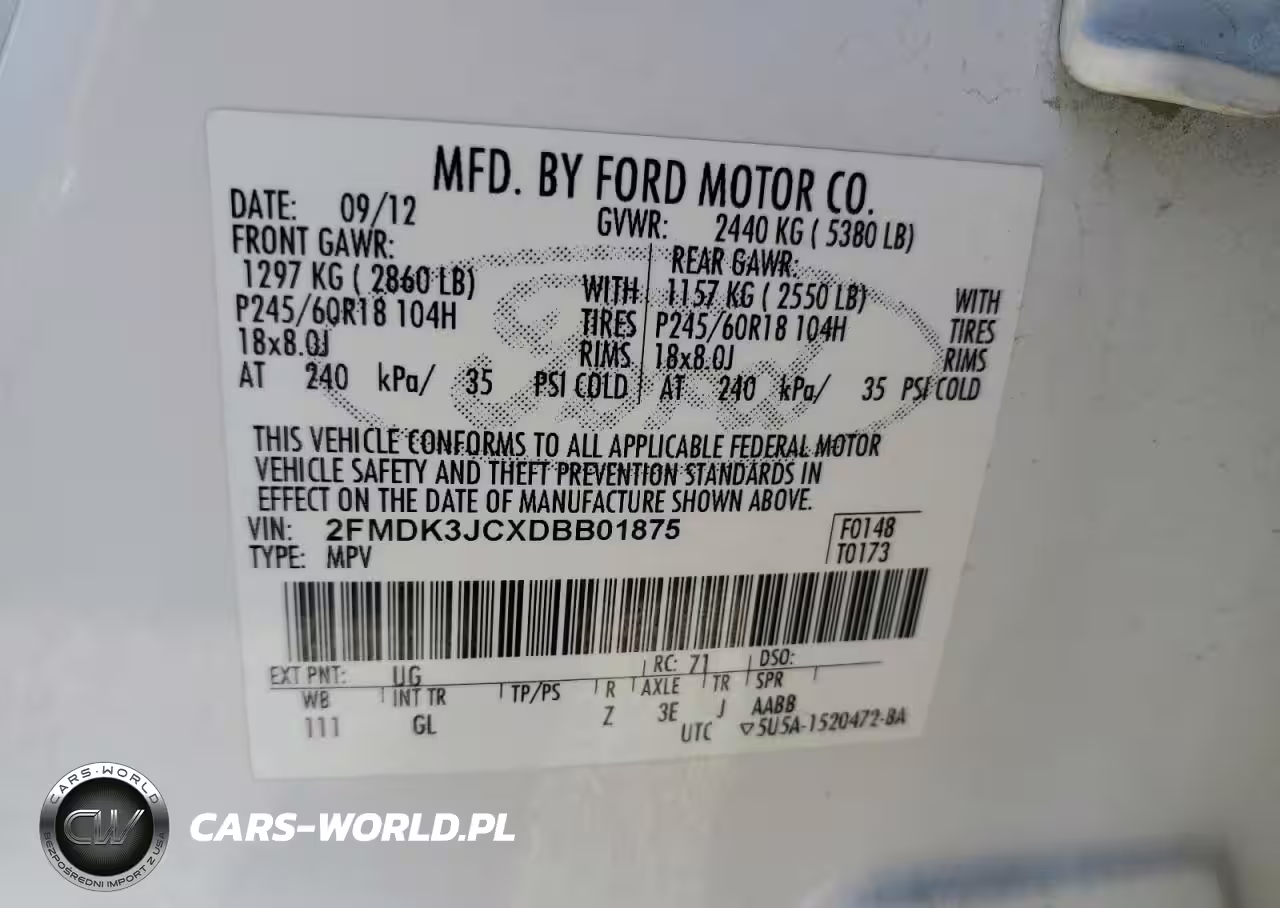 MFD. BY FORD MOTOR CO.
DATE: 09/12 GVWR: 2440 KG ( 5380 LB)
FRONT GAWR: REAR GAWR:
1297 KG ( 2860 LB) WITH 1157 KG ( 2550 LB) WITH
P245/60R18 104H TIRES P245/60R18 104H TIRES
18x8.0J RIMS 18x8.0J RIMS
AT 240 kPa/ 35 PSI COLD AT 240 kPa/ 35 PSI COLD
THIS VEHICLE CONFORMS TO ALL APPLICABLE FEDERAL MOTOR
VEHICLE SAFETY AND THEFT PREVENTION STANDARDS IN
EFFECT ON THE DATE OF MANUFACTURE SHOWN ABOVE.
VIN: 2FMDK3JCXDBB01875 F0148
TYPE: MPV T0173
EXT PNT: UG RC: 71 DSO:
WB INT TR TP/PS R AXLE TR SPR
111 GL Z 3E J AABB
UTC ▽5U5A-1520472-BA
Ford
CARS-WORLD
CW
BEZPOŚREDNI IMPORT Z USA
CARS-WORLD.PL